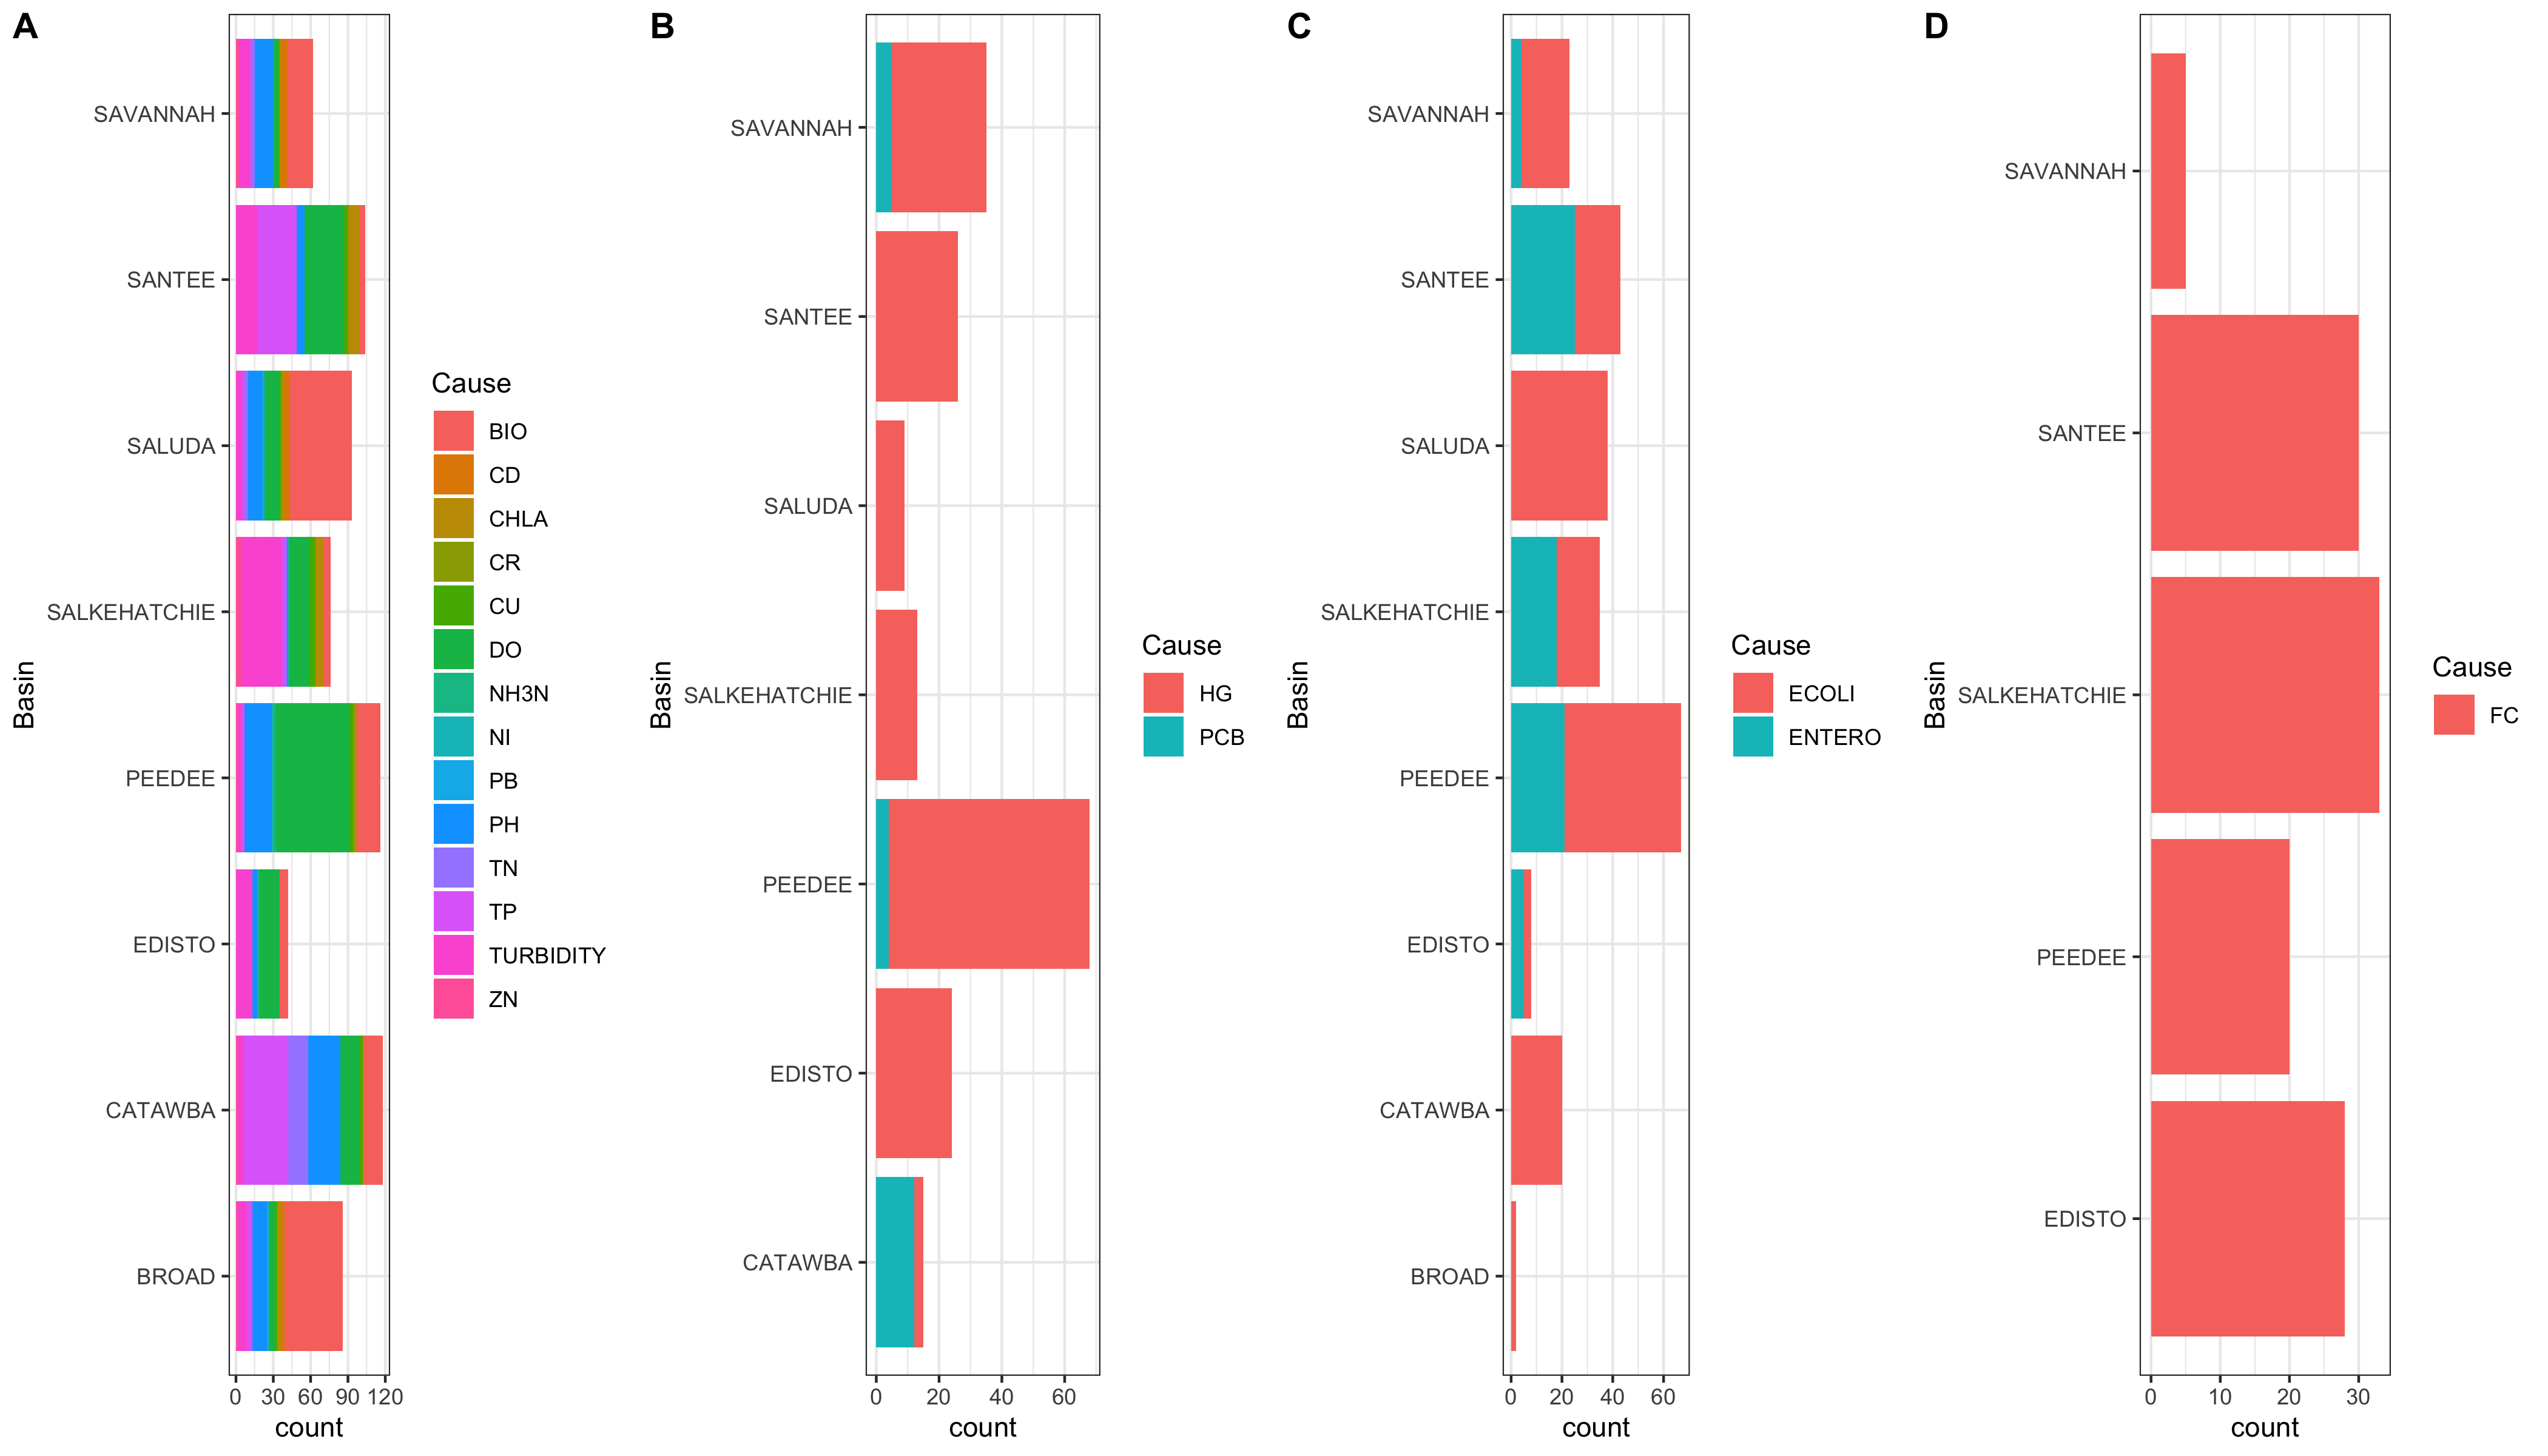 A
SAVANNAH
SANTEE
SALUDA
SALKEHATCHIE
PEEDEE
EDISTO
CATAWBA
BROAD
Basin
0 30 60 90 120
count
Cause
BIO
CD
CHLA
CR
CU
DO
NH3N
NI
PB
PH
TN
TP
TURBIDITY
ZN
B
SAVANNAH
SANTEE
SALUDA
SALKEHATCHIE
PEEDEE
EDISTO
CATAWBA
Basin
0 20 40 60
count
Cause
HG
PCB
C
SAVANNAH
SANTEE
SALUDA
SALKEHATCHIE
PEEDEE
EDISTO
CATAWBA
BROAD
Basin
0 20 40 60
count
Cause
ECOLI
ENTERO
D
SAVANNAH
SANTEE
SALKEHATCHIE
PEEDEE
EDISTO
Basin
0 10 20 30
count
Cause
FC